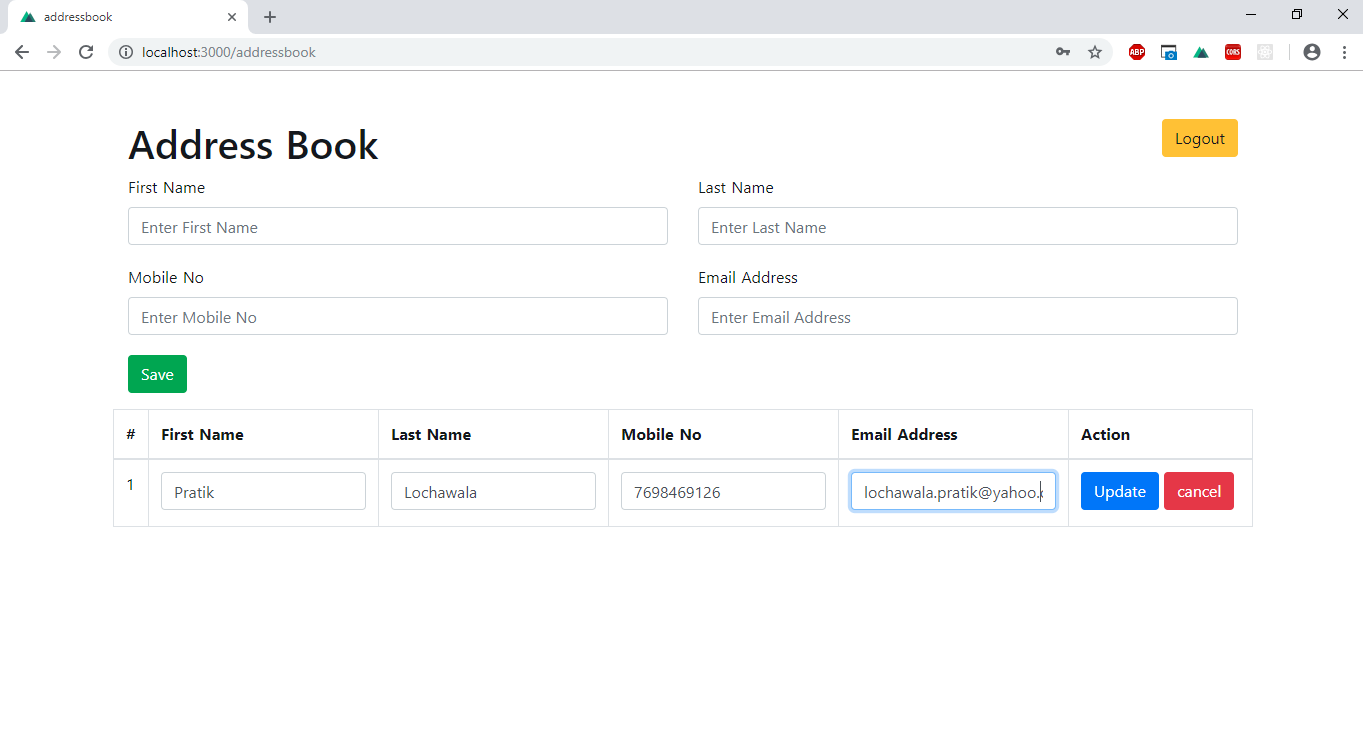 addressbook
localhost:3000/addressbook
ABP
CORS
Address Book
Logout
First Name
Last Name
Enter First Name
Enter Last Name
Mobile No
Email Address
Enter Mobile No
Enter Email Address
Save
# First Name Last Name Mobile No Email Address Action
1 Pratik Lochawala 7698469126 lochawala.pratik@yahoo.c Update cancel